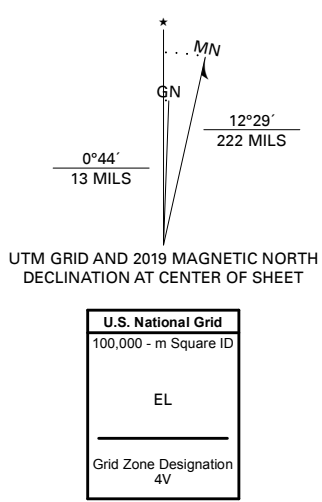 ★
MN
GN
12°29´
222 MILS
0°44´
13 MILS
UTM GRID AND 2019 MAGNETIC NORTH
DECLINATION AT CENTER OF SHEET
U.S. National Grid
100,000 - m Square ID
EL
Grid Zone Designation
4V